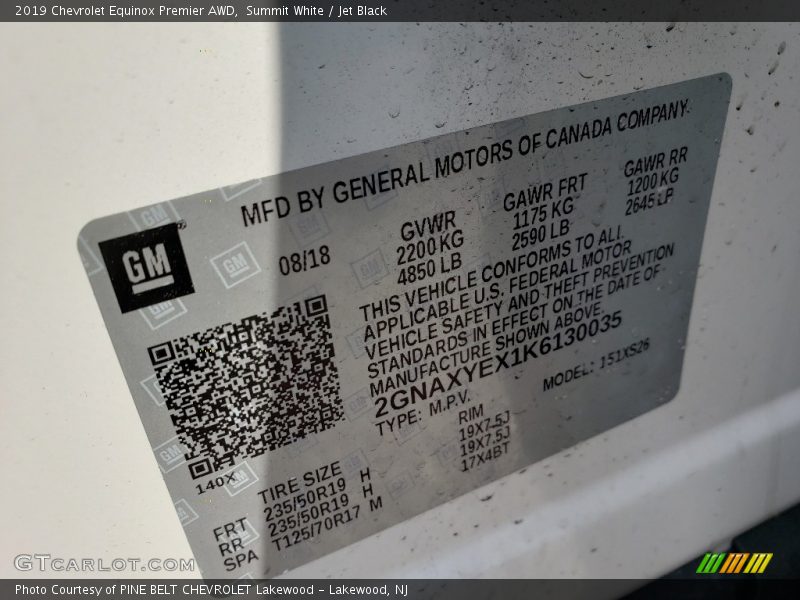 2019 Chevrolet Equinox Premier AWD, Summit White / Jet Black
MFD BY GENERAL MOTORS OF CANADA COMPANY
GM
08/18
GVWR
2200 KG
4850 LB
GAWR FRT
1175 KG
2590 LB
GAWR RR
1200 KG
2645 LB
THIS VEHICLE CONFORMS TO ALL
APPLICABLE U.S. FEDERAL MOTOR
VEHICLE SAFETY AND THEFT PREVENTION
STANDARDS IN EFFECT ON THE DATE OF
MANUFACTURE SHOWN ABOVE.
2GNAXYEX1K6130035
TYPE: M.P.V.
MODEL: 151XS26
140X
TIRE SIZE RIM
FRT 235/50R19 H 19X7.5J
RR 235/50R19 H 19X7.5J
SPA T125/70R17 M 17X4BT
GTCarLot.com
Photo Courtesy of PINE BELT CHEVROLET Lakewood - Lakewood, NJ